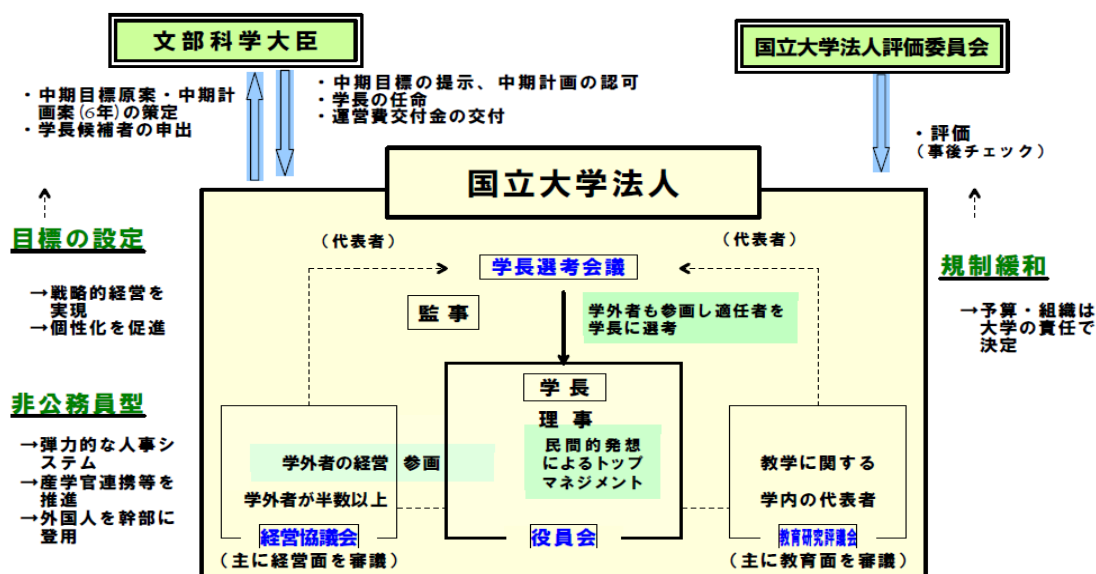 文部科学大臣
国立大学法人評価委員会
・中期目標原案・中期計
画案(6年)の策定
・学長候補者の申出
・中期目標の提示、中期計画の認可
・学長の任命
・運営費交付金の交付
・評価
（事後チェック）
国立大学法人
目標の設定
→戦略的経営を
実現
→個性化を促進
非公務員型
→弾力的な人事シ
ステム
→産学官連携等を
推進
→外国人を幹部に
登用
（代表者）
（代表者）
学長選考会議
監事
学外者も参画し適任者を
学長に選考
学長
理事
民間的発想
によるトップ
マネジメント
役員会
学外者の経営 参画
学外者が半数以上
経営協議会
（主に経営面を審議）
教学に関する
学内の代表者
教育研究評議会
（主に教育面を審議）
規制緩和
→予算・組織は
大学の責任で
決定